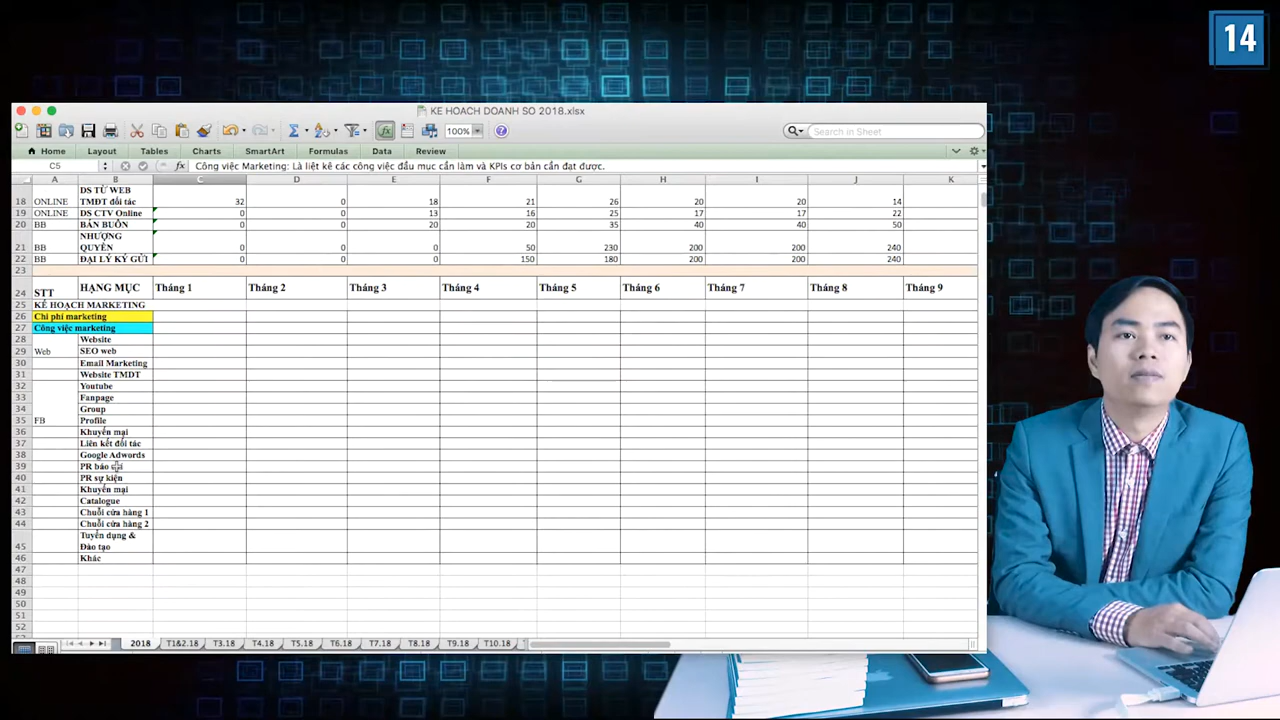 14
KE HOACH DOANH SO 2018.xlsx
100%
Search in Sheet
Home Layout Tables Charts SmartArt Formulas Data Review
C5 fx Công việc Marketing: Là liệt kê các công việc đầu mục cần làm và KPIs cơ bản cần đạt được.
A B C D E F G H I J K
DS TỪ WEB
18 ONLINE TMĐT đối tác 32 0 18 21 26 20 20 14
19 ONLINE DS CTV Online 0 0 13 16 25 17 17 22
20 BB BÁN BUÔN 0 0 20 20 35 40 40 50
NHƯỢNG
21 BB QUYỀN 0 0 0 50 230 200 200 240
22 BB ĐẠI LÝ KÝ GỬI 0 0 0 150 180 200 200 240
23
24 STT HẠNG MỤC Tháng 1 Tháng 2 Tháng 3 Tháng 4 Tháng 5 Tháng 6 Tháng 7 Tháng 8 Tháng 9
25 KẾ HOẠCH MARKETING
26 Chi phí marketing
27 Công việc marketing
28 Website
29 Web SEO web
30 Email Marketing
31 Website TMDT
32 Youtube
33 Fanpage
34 Group
35 FB Profile
36 Khuyến mại
37 Liên kết đối tác
38 Google Adwords
39 PR báo chí
40 PR sự kiện
41 Khuyến mại
42 Catalogue
43 Chuỗi cửa hàng 1
44 Chuỗi cửa hàng 2
Tuyển dụng &
45 Đào tạo
46 Khác
47
48
49
50
51
52
2018 T1&2.18 T3.18 T4.18 T5.18 T6.18 T7.18 T8.18 T9.18 T10.18